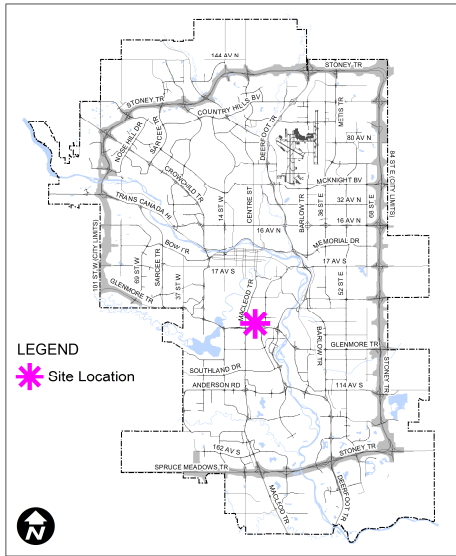 144 AV N
STONEY TR
STONEY TR
COUNTRY HILLS BV
METIS TR
NOSE HILL DR
SARCEE TR
DEERFOOT TR
80 AV N
CROWCHILD TR
MCKNIGHT BV
84 ST E (CITY LIMITS)
TRANS CANADA HI
14 ST W
CENTRE ST
BARLOW TR
36 ST E
32 AV N
68 ST E
16 AV N
16 AV N
101 ST W (CITY LIMITS)
BOW TR
MEMORIAL DR
SARCEE TR
69 ST W
37 ST W
17 AV S
17 AV S
52 ST E
GLENMORE TR
MACLEOD TR
BARLOW TR
GLENMORE TR
STONEY TR
LEGEND
Site Location
SOUTHLAND DR
ANDERSON RD
114 AV S
162 AV S
STONEY TR
SPRUCE MEADOWS TR
MACLEOD TR
DEERFOOT TR
N